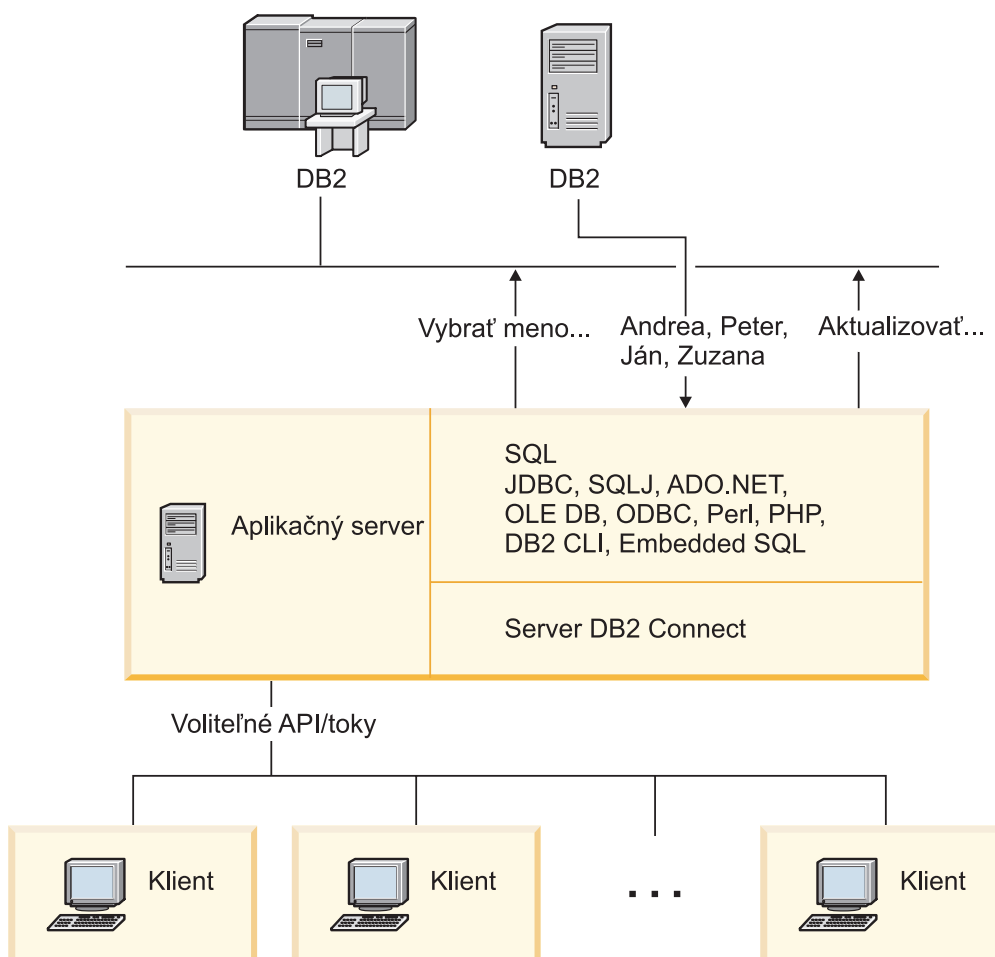 DB2
DB2
Vybrať meno...
Andrea, Peter,
Ján, Zuzana
Aktualizovať...
Aplikačný server
SQL
JDBC, SQLJ, ADO.NET,
OLE DB, ODBC, Perl, PHP,
DB2 CLI, Embedded SQL
Server DB2 Connect
Voliteľné API/toky
Klient
Klient
...
Klient